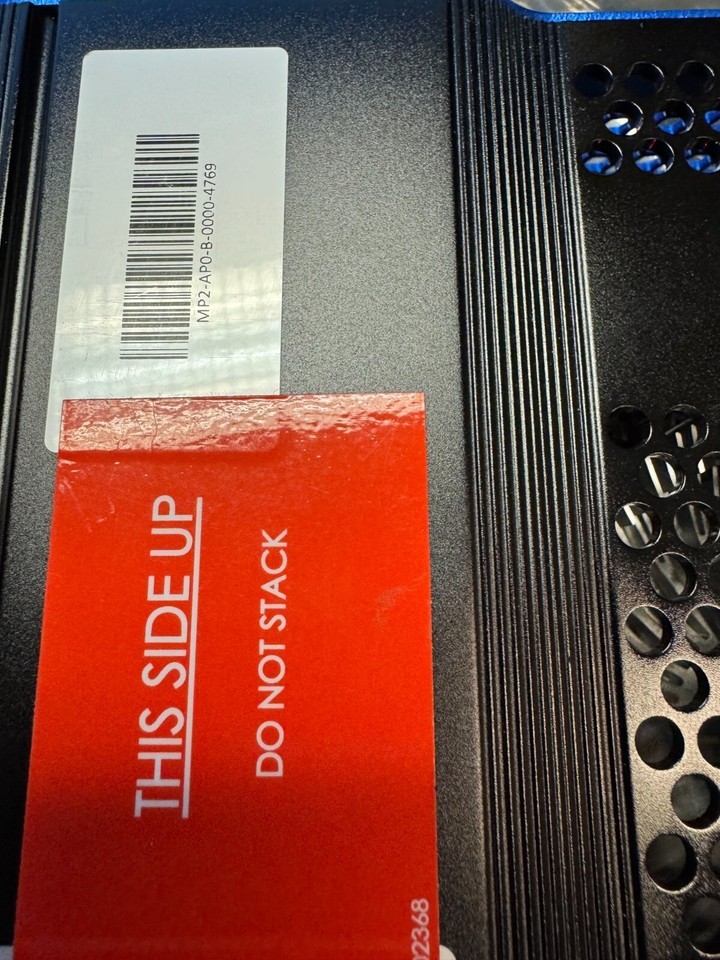 MP2-AP0-B-0000-4769
THIS SIDE UP
DO NOT STACK
02368